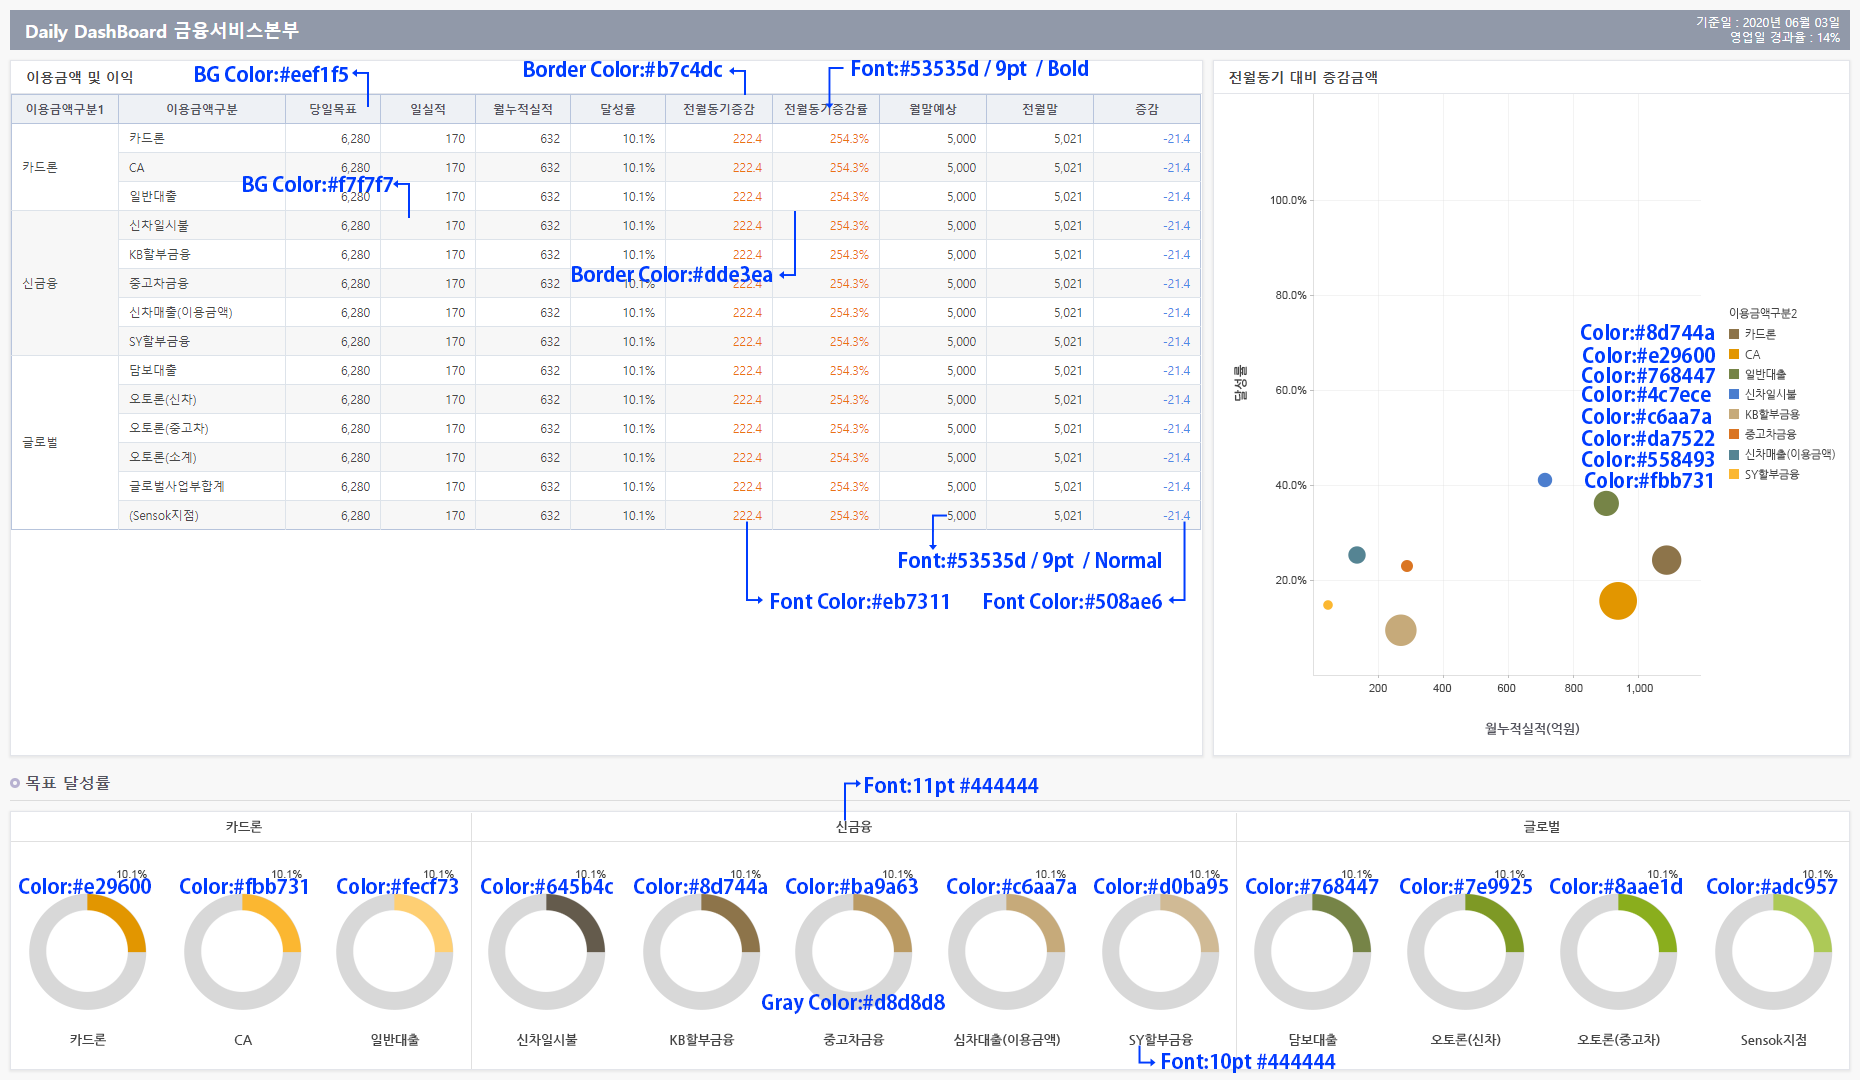 Daily DashBoard 금융서비스본부
기준일 : 2020년 06월 03일
영업일 경과율 : 14%
이용금액 및 이익
BG Color:#eef1f5
Border Color:#b7c4dc
Font:#53535d / 9pt / Bold
이용금액구분1 이용금액구분 당일목표 일실적 월누적실적 달성률 전월동기증감 전월동기증감률 월말예상 전월말 증감
카드론 카드론 6,280 170 632 10.1% 222.4 254.3% 5,000 5,021 -21.4
CA 6,280 170 632 10.1% 222.4 254.3% 5,000 5,021 -21.4
BG Color:#f7f7f7
일반대출 6,280 170 632 10.1% 222.4 254.3% 5,000 5,021 -21.4
신금융 신차일시불 6,280 170 632 10.1% 222.4 254.3% 5,000 5,021 -21.4
KB할부금융 6,280 170 632 10.1% 222.4 254.3% 5,000 5,021 -21.4
Border Color:#dde3ea
중고차금융 6,280 170 632 10.1% 222.4 254.3% 5,000 5,021 -21.4
신차매출(이용금액) 6,280 170 632 10.1% 222.4 254.3% 5,000 5,021 -21.4
SY할부금융 6,280 170 632 10.1% 222.4 254.3% 5,000 5,021 -21.4
글로벌 담보대출 6,280 170 632 10.1% 222.4 254.3% 5,000 5,021 -21.4
오토론(신차) 6,280 170 632 10.1% 222.4 254.3% 5,000 5,021 -21.4
오토론(중고차) 6,280 170 632 10.1% 222.4 254.3% 5,000 5,021 -21.4
오토론(소계) 6,280 170 632 10.1% 222.4 254.3% 5,000 5,021 -21.4
글로벌사업부합계 6,280 170 632 10.1% 222.4 254.3% 5,000 5,021 -21.4
(Sensok지점) 6,280 170 632 10.1% 222.4 254.3% 5,000 5,021 -21.4
Font:#53535d / 9pt / Normal
Font Color:#eb7311
Font Color:#508ae6
전월동기 대비 증감금액
100.0%
80.0%
60.0%
40.0%
20.0%
달성률
200 400 600 800 1,000
월누적실적(억원)
이용금액구분2
Color:#8d744a 카드론
Color:#e29600 CA
Color:#768447 일반대출
Color:#4c7ece 신차일시불
Color:#c6aa7a KB할부금융
Color:#da7522 중고차금융
Color:#558493 신차매출(이용금액)
Color:#fbb731 SY할부금융
목표 달성률
Font:11pt #444444
카드론 신금융 글로벌
10.1% 10.1% 10.1% 10.1% 10.1% 10.1% 10.1% 10.1% 10.1% 10.1% 10.1% 10.1%
Color:#e29600 Color:#fbb731 Color:#fecf73 Color:#645b4c Color:#8d744a Color:#ba9a63 Color:#c6aa7a Color:#d0ba95 Color:#768447 Color:#7e9925 Color:#8aae1d Color:#adc957
Gray Color:#d8d8d8
카드론 CA 일반대출 신차일시불 KB할부금융 중고차금융 심차대출(이용금액) SY할부금융 담보대출 오토론(신차) 오토론(중고차) Sensok지점
Font:10pt #444444